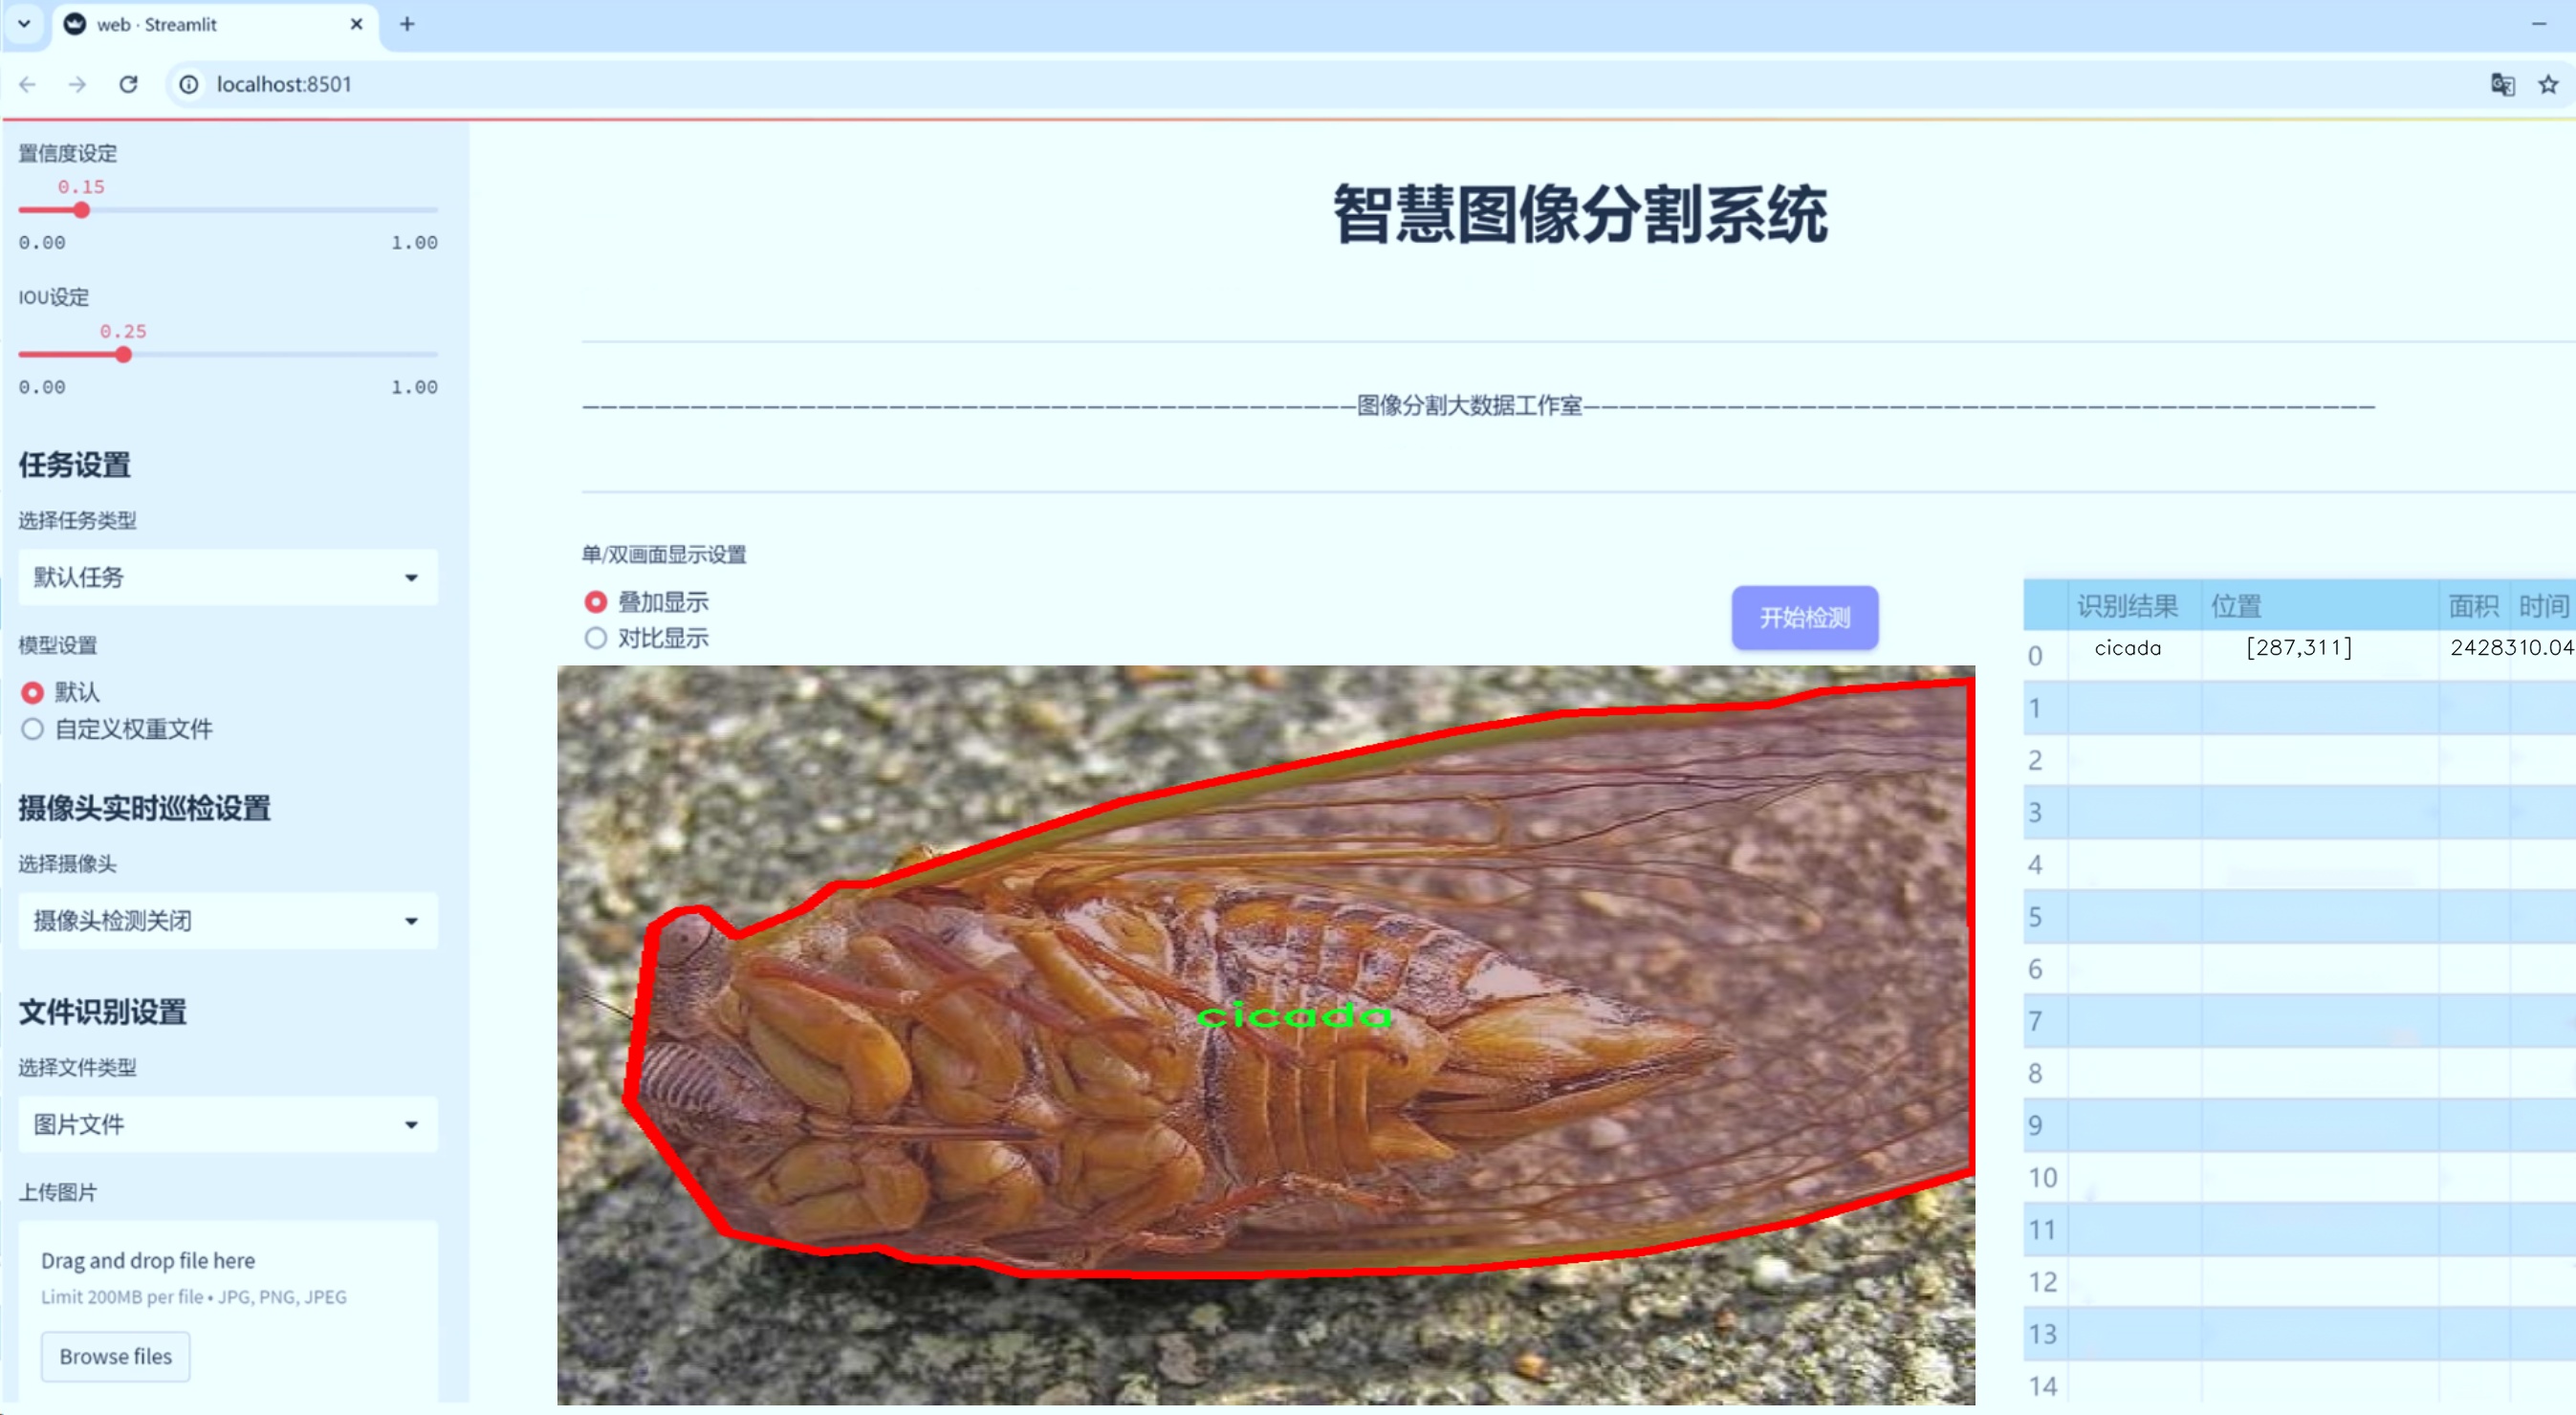 web · Streamlit
localhost:8501
置信度设定
0.15
0.00 1.00
IOU设定
0.25
0.00 1.00
任务设置
选择任务类型
默认任务
模型设置
默认
自定义权重文件
摄像头实时巡检设置
选择摄像头
摄像头检测关闭
文件识别设置
选择文件类型
图片文件
上传图片
Drag and drop file here
Limit 200MB per file • JPG, PNG, JPEG
Browse files
智慧图像分割系统
———————————————————————————————————————————图像分割大数据工作室————————————————————————————————————————————
单/双画面显示设置
叠加显示
对比显示
开始检测
cicada
识别结果 位置 面积 时间
0 cicada [287,311] 2428310.04
1
2
3
4
5
6
7
8
9
10
11
12
13
14